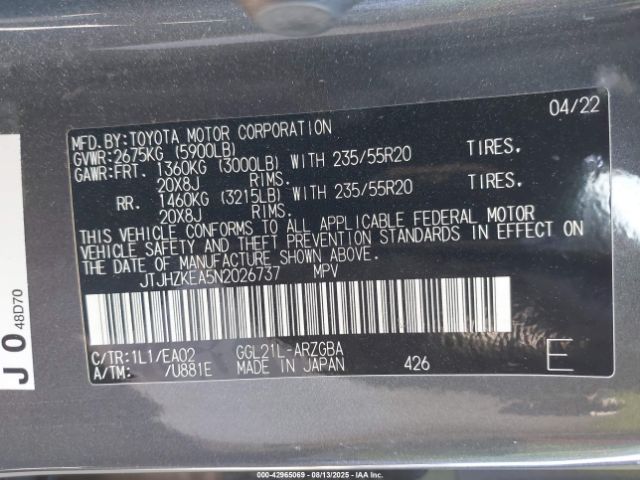 04/22
MFD.BY:TOYOTA MOTOR CORPORATION
GVWR:2675KG (5900LB)
GAWR:FRT. 1360KG (3000LB) WITH 235/55R20 TIRES.
20X8J RIMS.
RR. 1460KG (3215LB) WITH 235/55R20 TIRES.
20X8J RIMS.
THIS VEHICLE CONFORMS TO ALL APPLICABLE FEDERAL MOTOR
VEHICLE SAFETY AND THEFT PREVENTION STANDARDS IN EFFECT ON
THE DATE OF MANUFACTURE SHOWN ABOVE.
JTJHZKEA5N2026737 MPV
C/TR:1L1/EA02 GGL21L-ARZGBA
A/TM: /U881E MADE IN JAPAN 426 E
J 0 48D70
000-42965069 - 08/13/2025 - IAA Inc.